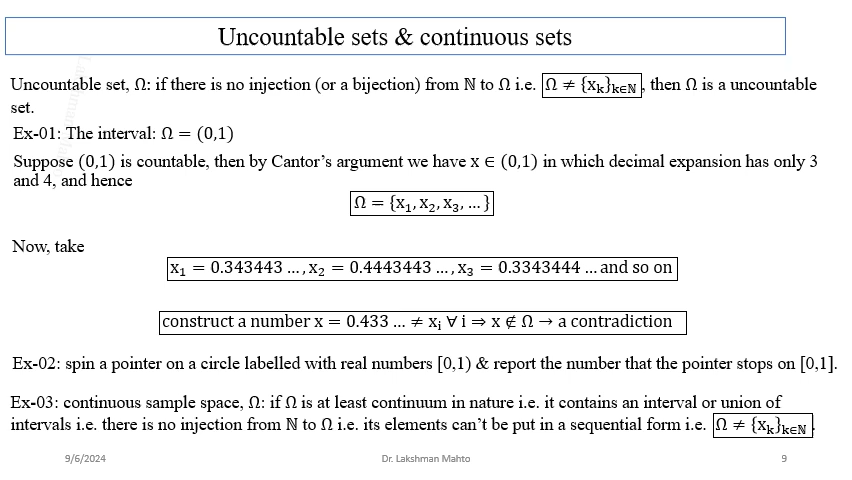 Uncountable sets & continuous sets
Uncountable set, Ω: if there is no injection (or a bijection) from ℕ to Ω i.e. Ω ≠ {xₖ}ₖ∈ℕ, then Ω is a uncountable
set.
Ex-01: The interval: Ω = (0,1)
Suppose (0,1) is countable, then by Cantor’s argument we have x ∈ (0,1) in which decimal expansion has only 3
and 4, and hence
Ω = {x₁, x₂, x₃, …}
Now, take
x₁ = 0.343443 …, x₂ = 0.4443443 …, x₃ = 0.3343444 … and so on
construct a number x = 0.433 … ≠ xᵢ ∀ i ⇒ x ∉ Ω → a contradiction
Ex-02: spin a pointer on a circle labelled with real numbers [0,1) & report the number that the pointer stops on [0,1].
Ex-03: continuous sample space, Ω: if Ω is at least continuum in nature i.e. it contains an interval or union of
intervals i.e. there is no injection from ℕ to Ω i.e. its elements can’t be put in a sequential form i.e. Ω ≠ {xₖ}ₖ∈ℕ.
9/6/2024
Dr. Lakshman Mahto
9